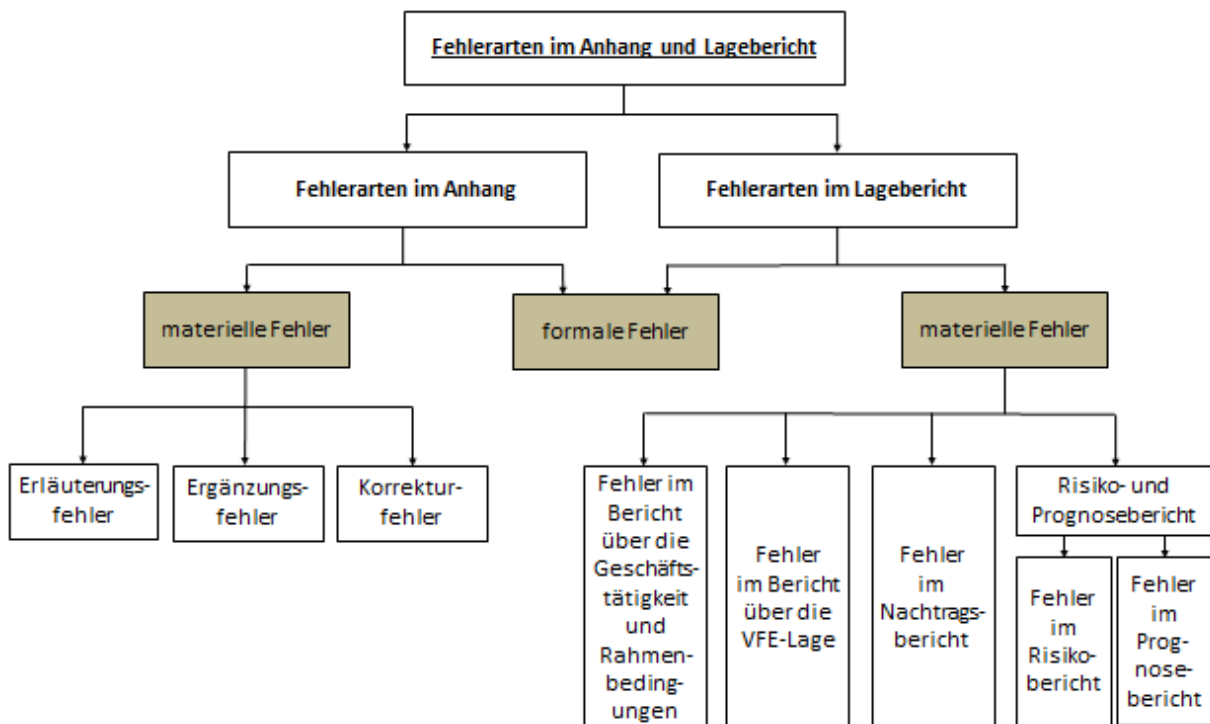 Fehlerarten im Anhang und Lagebericht
Fehlerarten im Anhang
Fehlerarten im Lagebericht
materielle Fehler
formale Fehler
materielle Fehler
Erläuterungs-
fehler
Ergänzungs-
fehler
Korrektur-
fehler
Fehler im
Bericht
über die
Geschäfts-
tätigkeit
und
Rahmen-
beding-
ungen
Fehler
im Bericht
über die
VFE-Lage
Fehler
im
Nachtrags-
bericht
Risiko- und
Prognosebericht
Fehler
im
Risiko-
bericht
Fehler
im
Prog-
nose-
bericht